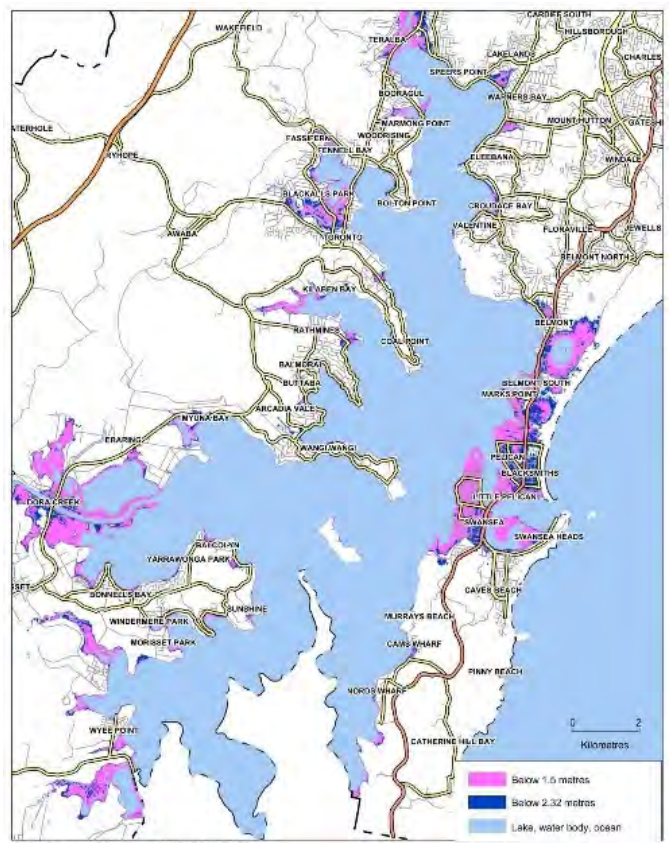 CARDIFF SOUTH
WAKEFIELD
HILLSBOROUGH
TERALBA
LAKELAND
CHARLES
SPEERS POINT
BOORAGUL
WARNERS BAY
MARMONG POINT
MOUNT HUTTON
GATESH
ATERHOLE
WOODRISING
FASSIFERN
FENNELL BAY
RYHOPE
ELEEBANA
WINDALE
BLACKALLS PARK
BOLTON POINT
CROUDACE BAY
VALENTINE
FLORAVILLE
JEWELLS
AWABA
TORONTO
BELMONT NORTH
KILABEN BAY
BELMONT
RATHMINES
COAL POINT
BALMORAL
BUTTABA
BELMONT SOUTH
MARKS POINT
ARCADIA VALE
MYUNA BAY
ERARING
WANGI WANGI
PELICAN
BLACKSMITHS
DORA CREEK
LITTLE PELICAN
SWANSEA
SWANSEA HEADS
BALCOLYN
YARRAWONGA PARK
SSET
BONNELLS BAY
CAVES BEACH
SUNSHINE
WINDERMERE PARK
MURRAYS BEACH
MORISSET PARK
CAMS WHARF
PINNY BEACH
NORDS WHARF
WYEE POINT
CATHERINE HILL BAY
0 2
Kilometres
Below 1.5 metres
Below 2.32 metres
Lake, water body, ocean